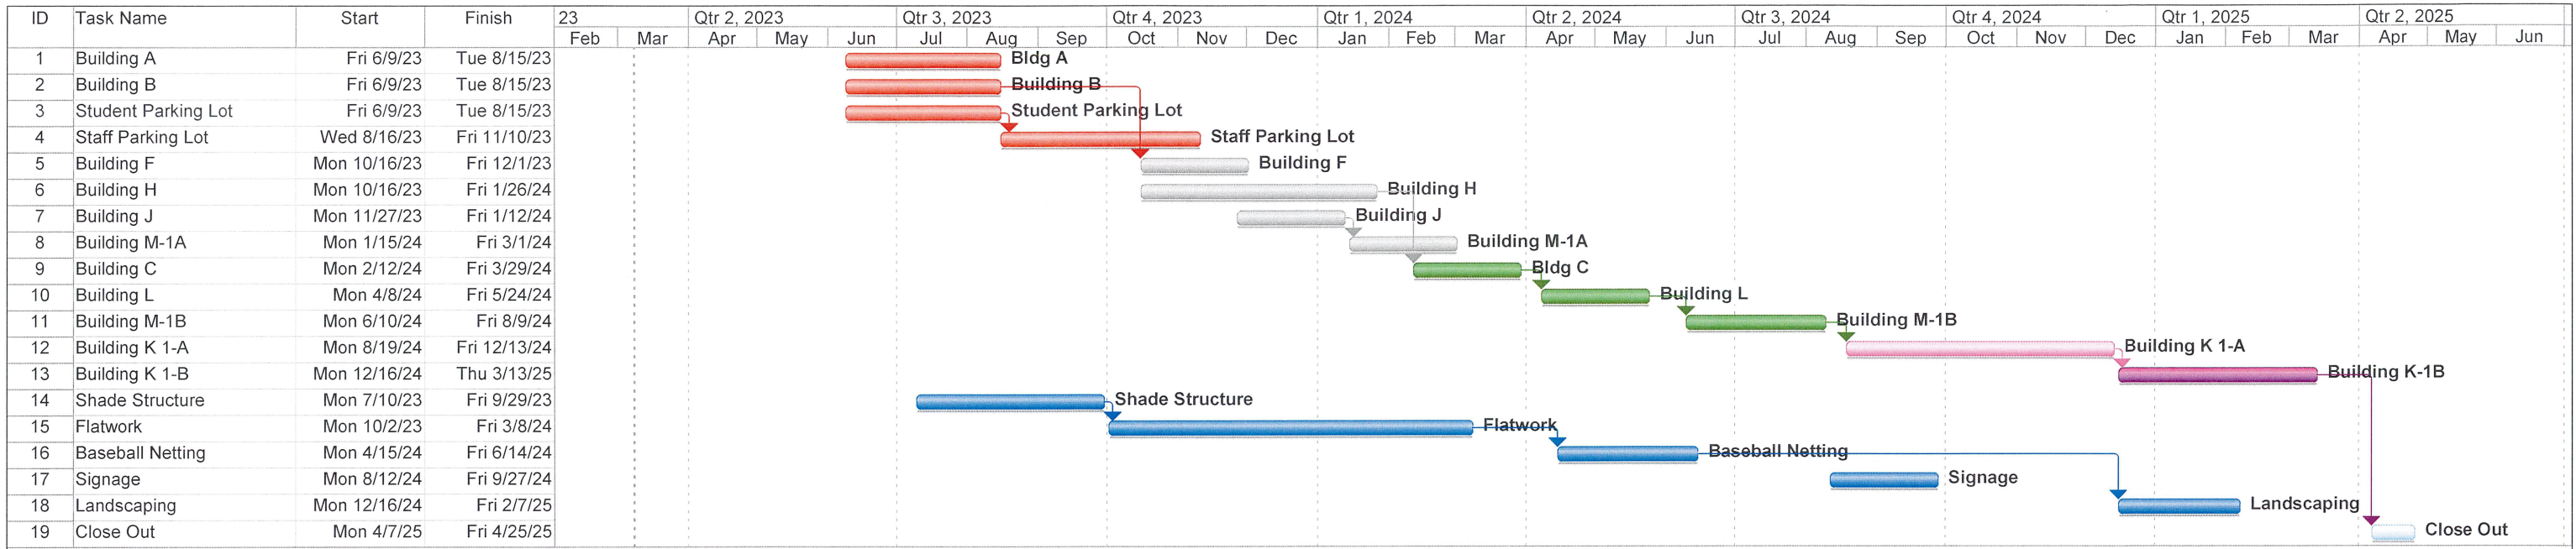 ID Task Name Start Finish 23 Qtr 2, 2023 Qtr 3, 2023 Qtr 4, 2023 Qtr 1, 2024 Qtr 2, 2024 Qtr 3, 2024 Qtr 4, 2024 Qtr 1, 2025 Qtr 2, 2025
Feb Mar Apr May Jun Jul Aug Sep Oct Nov Dec Jan Feb Mar Apr May Jun Jul Aug Sep Oct Nov Dec Jan Feb Mar Apr May Jun
1 Building A Fri 6/9/23 Tue 8/15/23 Bldg A
2 Building B Fri 6/9/23 Tue 8/15/23 Building B
3 Student Parking Lot Fri 6/9/23 Tue 8/15/23 Student Parking Lot
4 Staff Parking Lot Wed 8/16/23 Fri 11/10/23 Staff Parking Lot
5 Building F Mon 10/16/23 Fri 12/1/23 Building F
6 Building H Mon 10/16/23 Fri 1/26/24 Building H
7 Building J Mon 11/27/23 Fri 1/12/24 Building J
8 Building M-1A Mon 1/15/24 Fri 3/1/24 Building M-1A
9 Building C Mon 2/12/24 Fri 3/29/24 Bldg C
10 Building L Mon 4/8/24 Fri 5/24/24 Building L
11 Building M-1B Mon 6/10/24 Fri 8/9/24 Building M-1B
12 Building K 1-A Mon 8/19/24 Fri 12/13/24 Building K 1-A
13 Building K 1-B Mon 12/16/24 Thu 3/13/25 Building K-1B
14 Shade Structure Mon 7/10/23 Fri 9/29/23 Shade Structure
15 Flatwork Mon 10/2/23 Fri 3/8/24 Flatwork
16 Baseball Netting Mon 4/15/24 Fri 6/14/24 Baseball Netting
17 Signage Mon 8/12/24 Fri 9/27/24 Signage
18 Landscaping Mon 12/16/24 Fri 2/7/25 Landscaping
19 Close Out Mon 4/7/25 Fri 4/25/25 Close Out